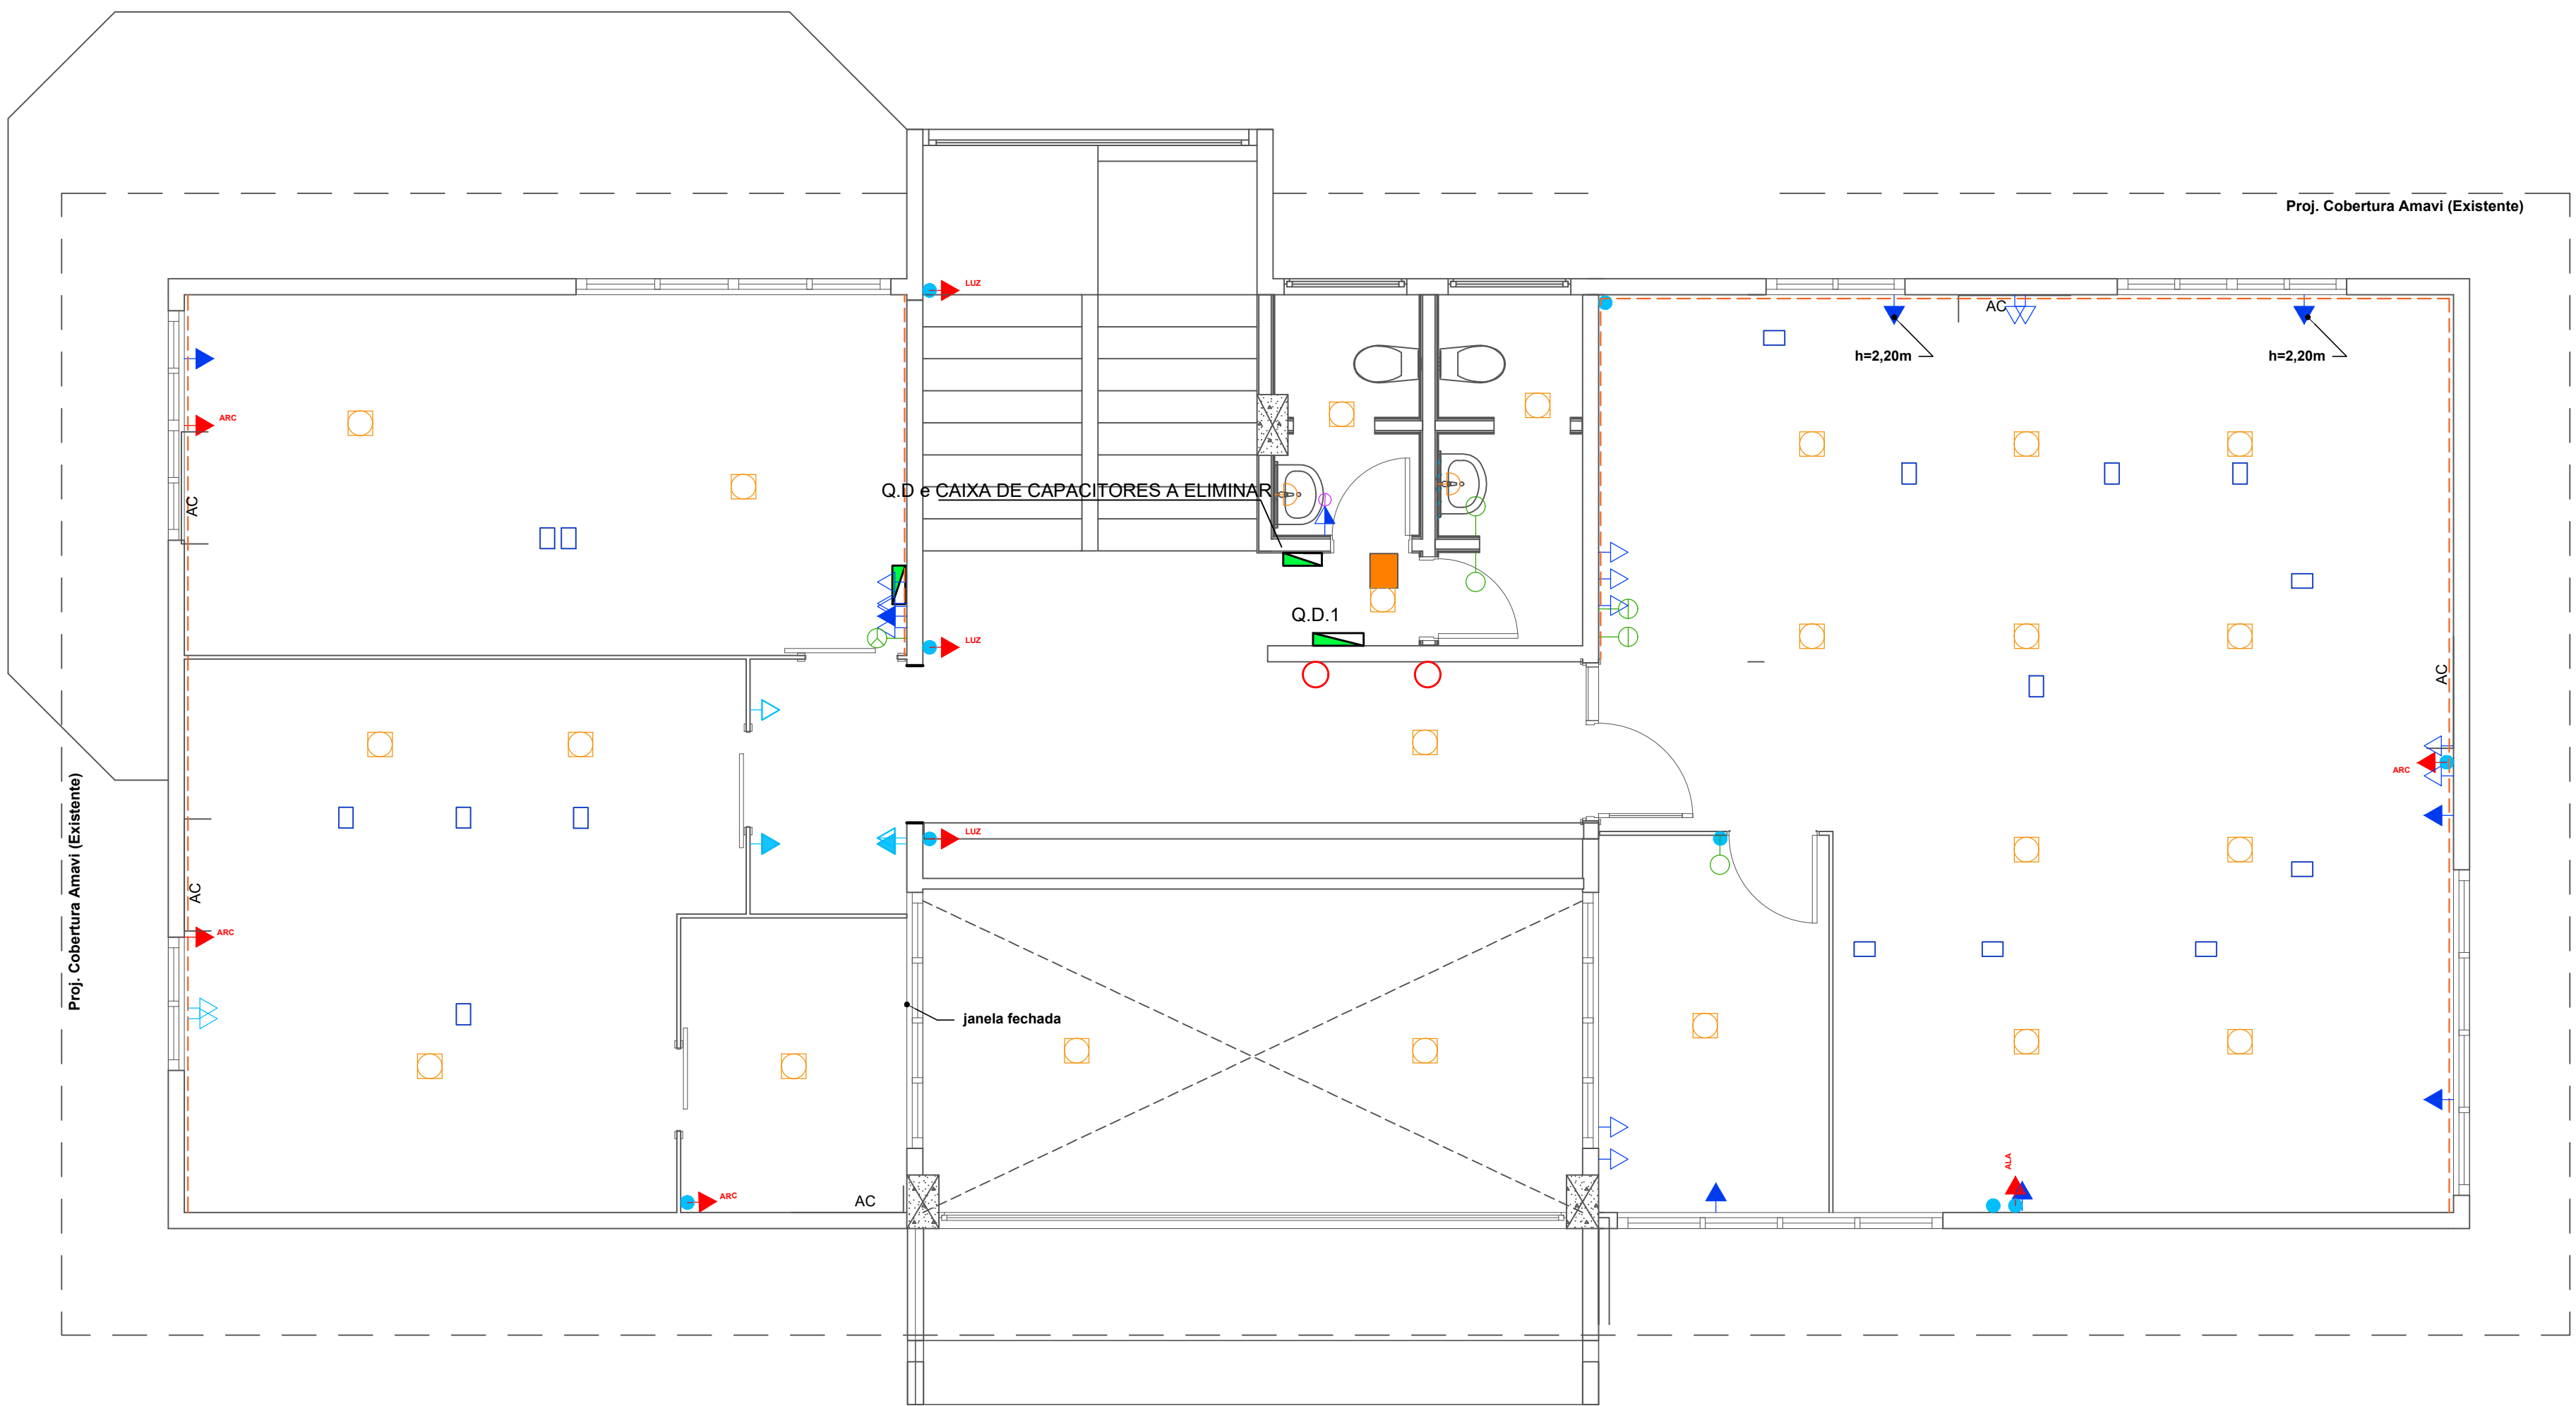 Proj. Cobertura Amavi (Existente)
LUZ
AC
h=2,20m
h=2,20m
ARC
AC
Q.D e CAIXA DE CAPACITORES A ELIMINAR
Q.D.1
LUZ
AC
ARC
LUZ
Proj. Cobertura Amavi (Existente)
AC
ARC
janela fechada
ALA
ARC
AC